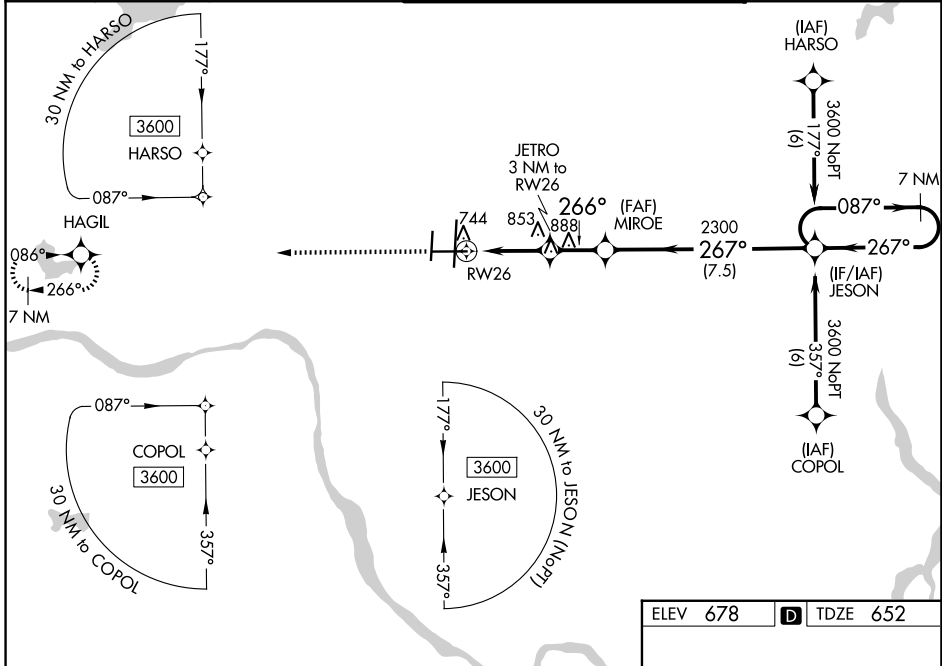 30 NM to HARSO
177°
3600
HARSO
087°
(IAF)
HARSO
3600 NoPT
177°
(6)
7 NM
087°
267°
(IF/IAF)
JESON
3600 NoPT
357°
(6)
(IAF)
COPOL
JETRO
3 NM to
RW26
853
888
266°
(FAF)
MIROE
2300
267°
(7.5)
744
RW26
HAGIL
086°
266°
7 NM
087°
COPOL
3600
357°
30 NM to COPOL
177°
30 NM to JESON (NoPT)
3600
JESON
357°
ELEV 678 D TDZE 652